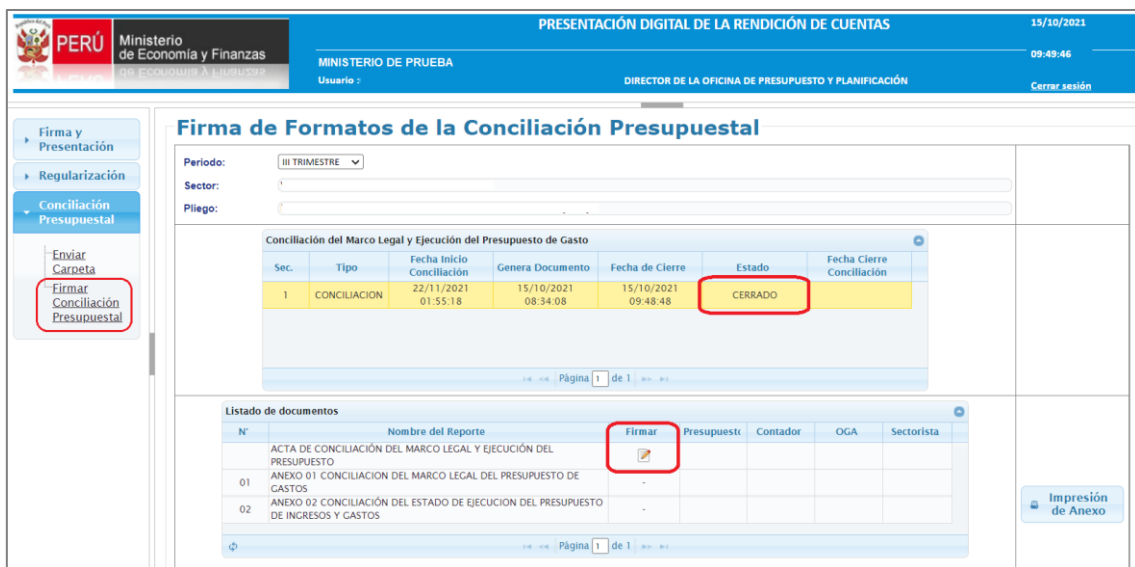 PRESENTACIÓN DIGITAL DE LA RENDICIÓN DE CUENTAS
15/10/2021
PERÚ
Ministerio
de Economía y Finanzas
09:49:46
MINISTERIO DE PRUEBA
Usuario :
DIRECTOR DE LA OFICINA DE PRESUPUESTO Y PLANIFICACIÓN
Cerrar sesión
Firma y
Presentación
Regularización
Conciliación
Presupuestal
Enviar
Carpeta
Firmar
Conciliación
Presupuestal
Firma de Formatos de la Conciliación Presupuestal
Periodo: III TRIMESTRE
Sector:
Pliego:
Conciliación del Marco Legal y Ejecución del Presupuesto de Gasto
Sec. Tipo Fecha Inicio Conciliación Genera Documento Fecha de Cierre Estado Fecha Cierre Conciliación
1 CONCILIACION 22/11/2021 01:55:18 15/10/2021 08:34:08 15/10/2021 09:48:48 CERRADO
Página 1 de 1
Listado de documentos
N° Nombre del Reporte Firmar Presupuesto Contador OGA Sectorista
ACTA DE CONCILIACIÓN DEL MARCO LEGAL Y EJECUCIÓN DEL
PRESUPUESTO
01 ANEXO 01 CONCILIACION DEL MARCO LEGAL DEL PRESUPUESTO DE
GASTOS -
02 ANEXO 02 CONCILIACIÓN DEL ESTADO DE EJECUCION DEL PRESUPUESTO
DE INGRESOS Y GASTOS -
Página 1 de 1
Impresión
de Anexo